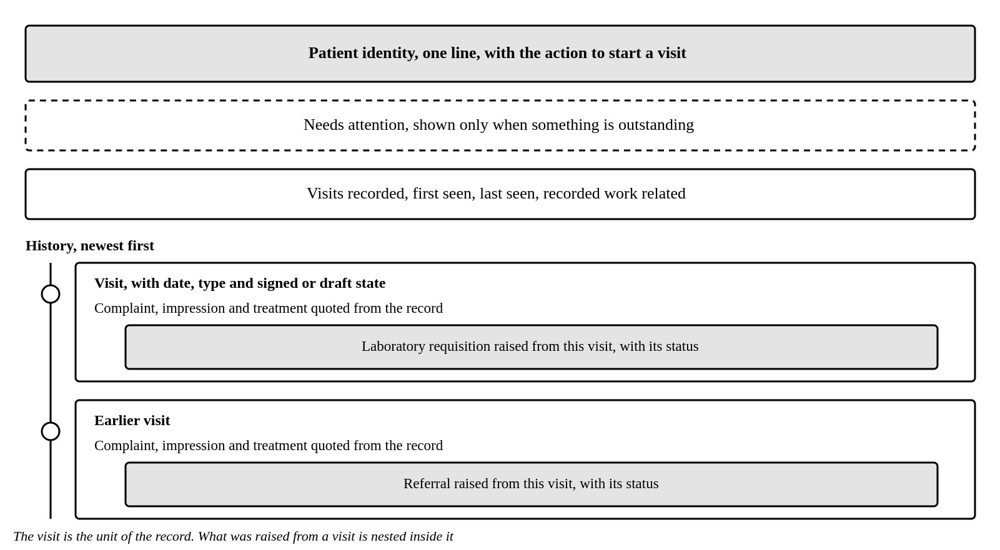 Patient identity, one line, with the action to start a visit
Needs attention, shown only when something is outstanding
Visits recorded, first seen, last seen, recorded work related
History, newest first
Visit, with date, type and signed or draft state
Complaint, impression and treatment quoted from the record
Laboratory requisition raised from this visit, with its status
Earlier visit
Complaint, impression and treatment quoted from the record
Referral raised from this visit, with its status
The visit is the unit of the record. What was raised from a visit is nested inside it